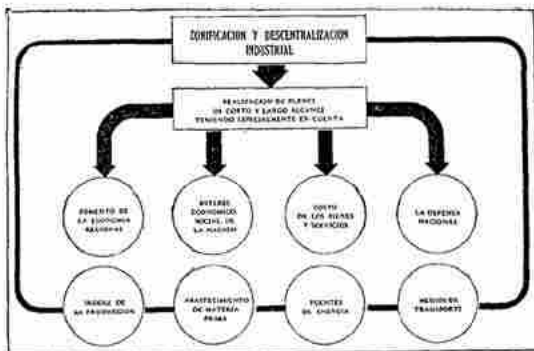 ZONIFICACION Y DESCENTRALIZACION
INDUSTRIAL
REALIZACION DE PLANES
DE CORTO Y LARGO ALCANCE
TENIENDO ESPECIALMENTE EN CUENTA
FOMENTO DE
LA ECONOMIA
REGIONAL
INTERES
ECONOMICO
SOCIAL DE
LA NACION
COSTO
DE LOS BIENES
Y SERVICIOS
LA DEFENSA
NACIONAL
INDOLE DE
LA PRODUCCION
ABASTECIMIENTO
DE MATERIA
PRIMA
FUENTES
DE ENERGIA
MEDIOS DE
TRANSPORTE